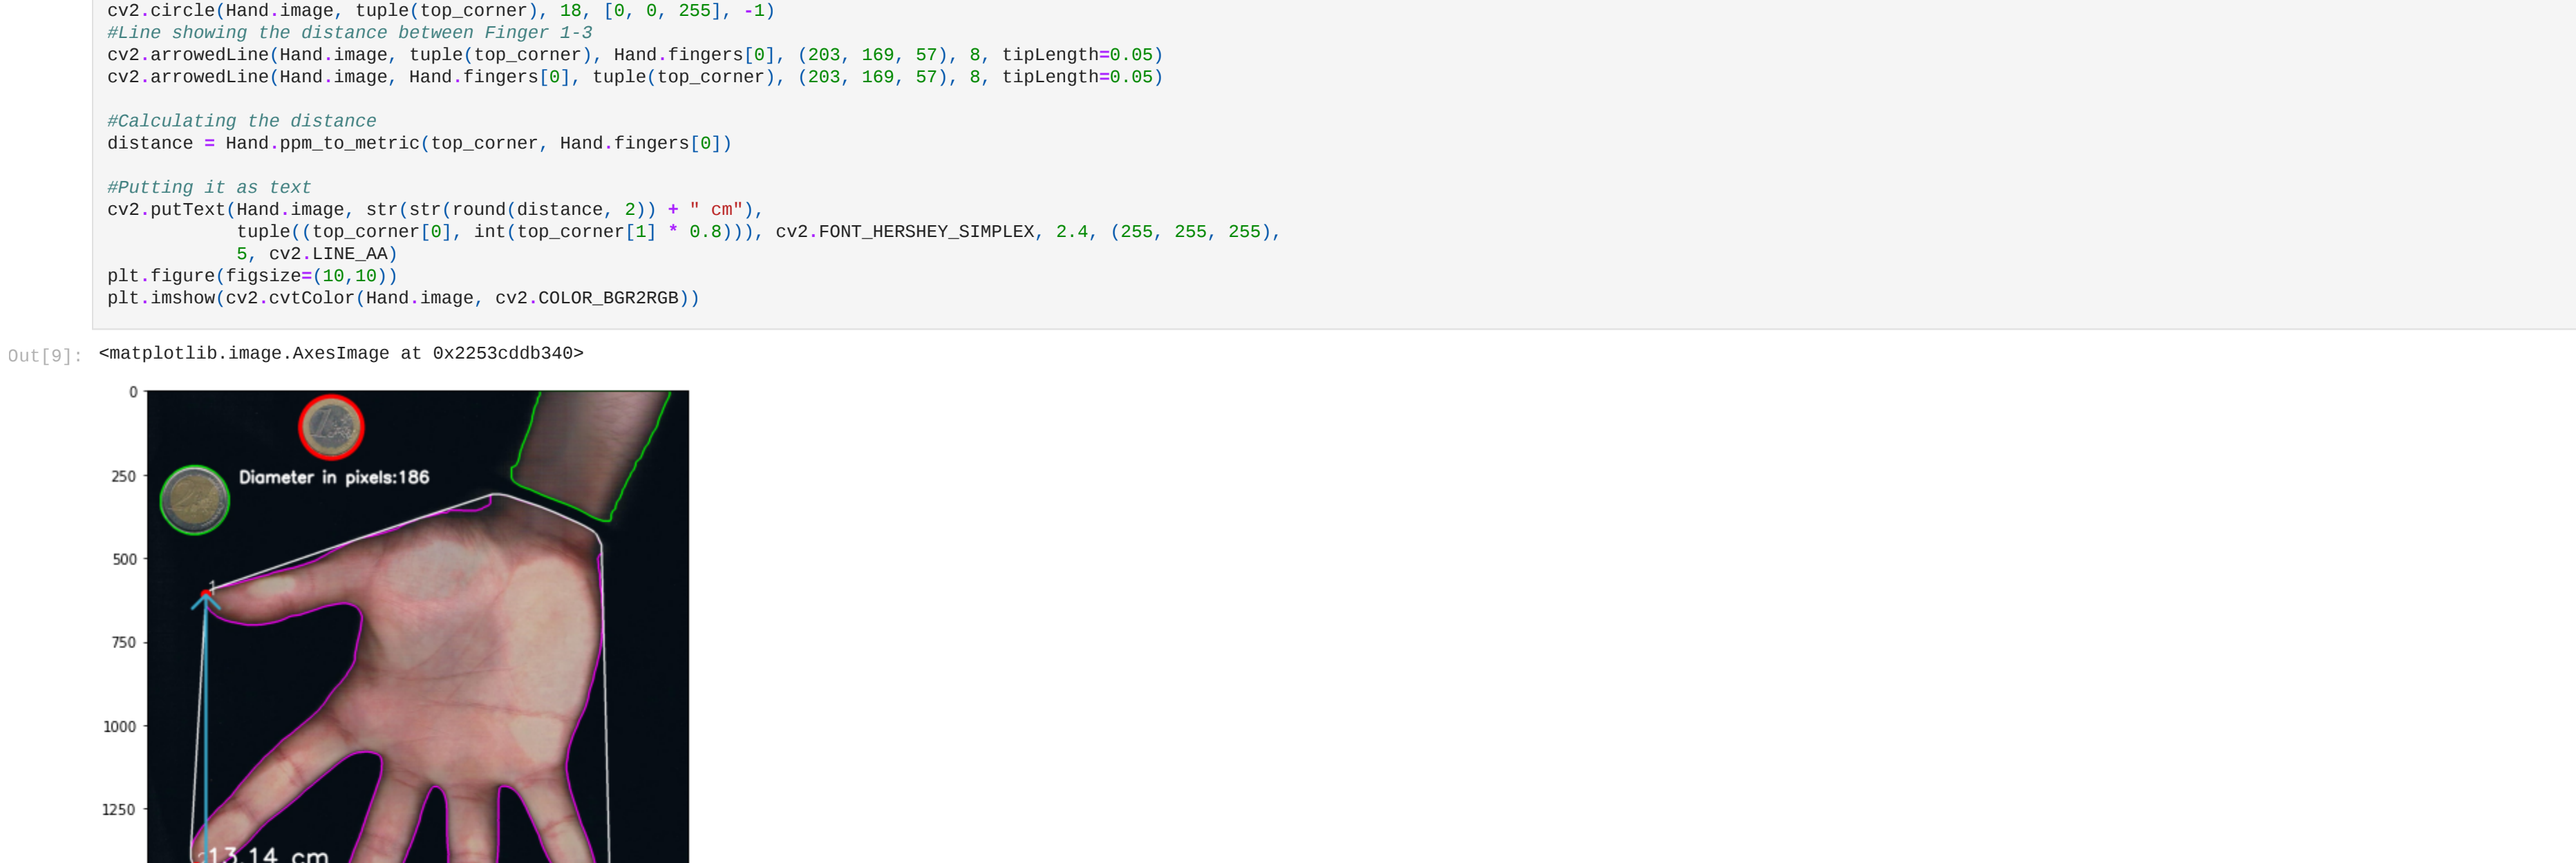 cv2.circle(Hand.image, tuple(top_corner), 18, [0, 0, 255], -1)
#Line showing the distance between Finger 1-3
cv2.arrowedLine(Hand.image, tuple(top_corner), Hand.fingers[0], (203, 169, 57), 8, tipLength=0.05)
cv2.arrowedLine(Hand.image, Hand.fingers[0], tuple(top_corner), (203, 169, 57), 8, tipLength=0.05)
#Calculating the distance
distance = Hand.ppm_to_metric(top_corner, Hand.fingers[0])
#Putting it as text
cv2.putText(Hand.image, str(str(round(distance, 2)) + " cm"),
tuple((top_corner[0], int(top_corner[1] * 0.8))), cv2.FONT_HERSHEY_SIMPLEX, 2.4, (255, 255, 255),
5, cv2.LINE_AA)
plt.figure(figsize=(10,10))
plt.imshow(cv2.cvtColor(Hand.image, cv2.COLOR_BGR2RGB))
Out[9]: <matplotlib.image.AxesImage at 0x2253cddb340>
0
250
Diameter in pixels:186
500
1
750
1000
1250
13.14 cm